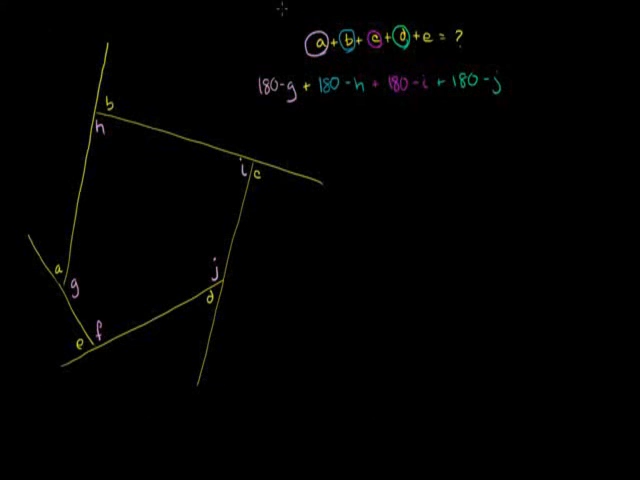 a + b + c + d + e = ?
180-g + 180-h + 180-i + 180-j
b
h
i c
a
g
j
d
f
e